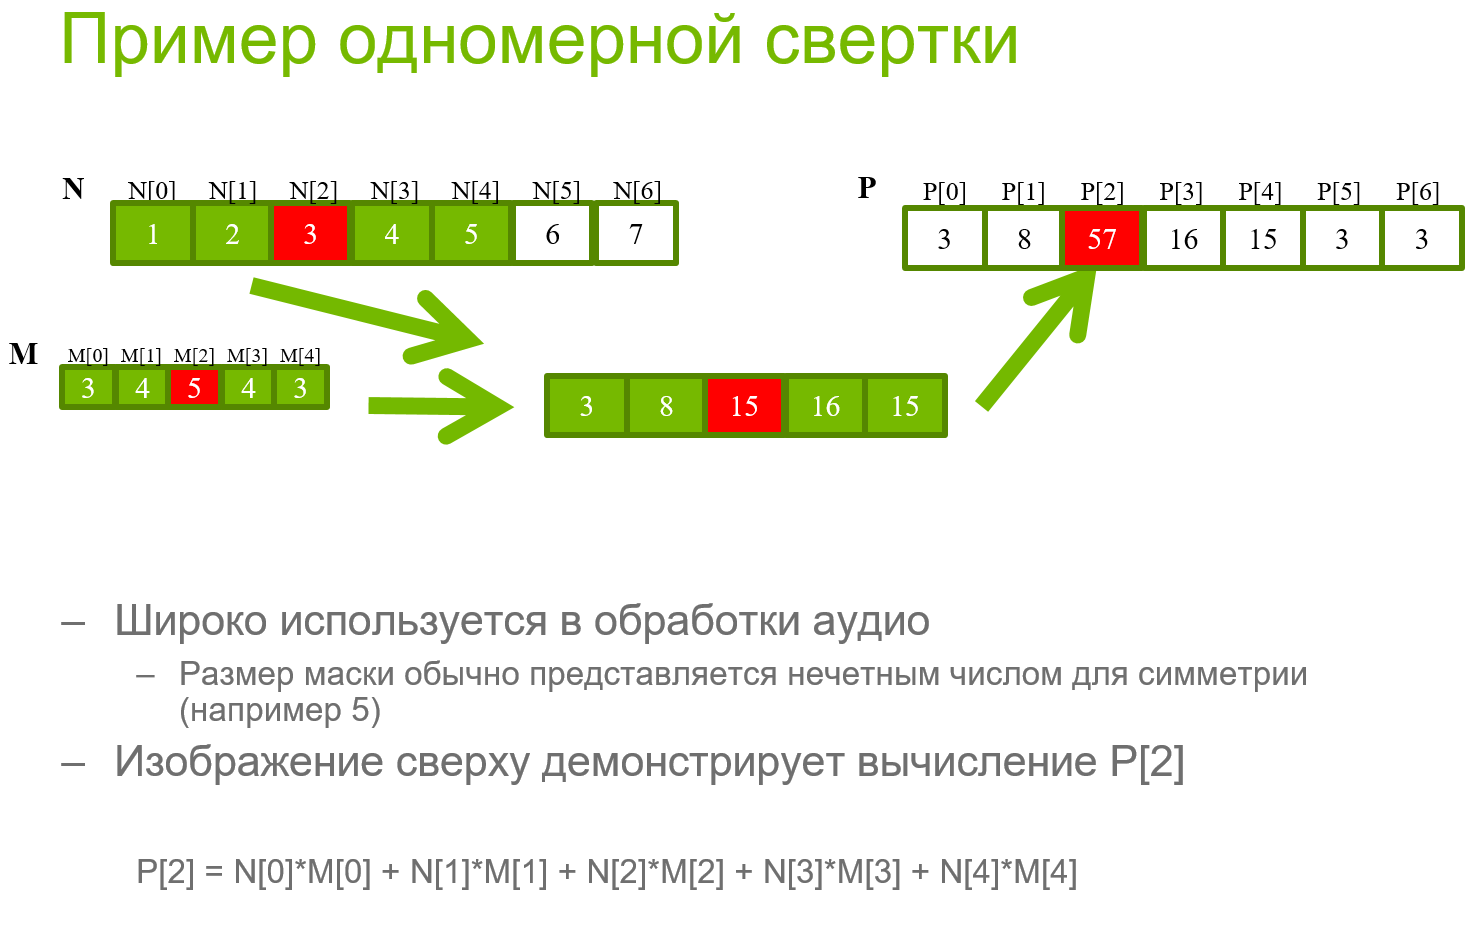 Пример одномерной свертки
N N[0] N[1] N[2] N[3] N[4] N[5] N[6]
1 2 3 4 5 6 7
P P[0] P[1] P[2] P[3] P[4] P[5] P[6]
3 8 57 16 15 3 3
M M[0] M[1] M[2] M[3] M[4]
3 4 5 4 3
3 8 15 16 15
– Широко используется в обработки аудио
– Размер маски обычно представляется нечетным числом для симметрии
(например 5)
– Изображение сверху демонстрирует вычисление P[2]
P[2] = N[0]*M[0] + N[1]*M[1] + N[2]*M[2] + N[3]*M[3] + N[4]*M[4]